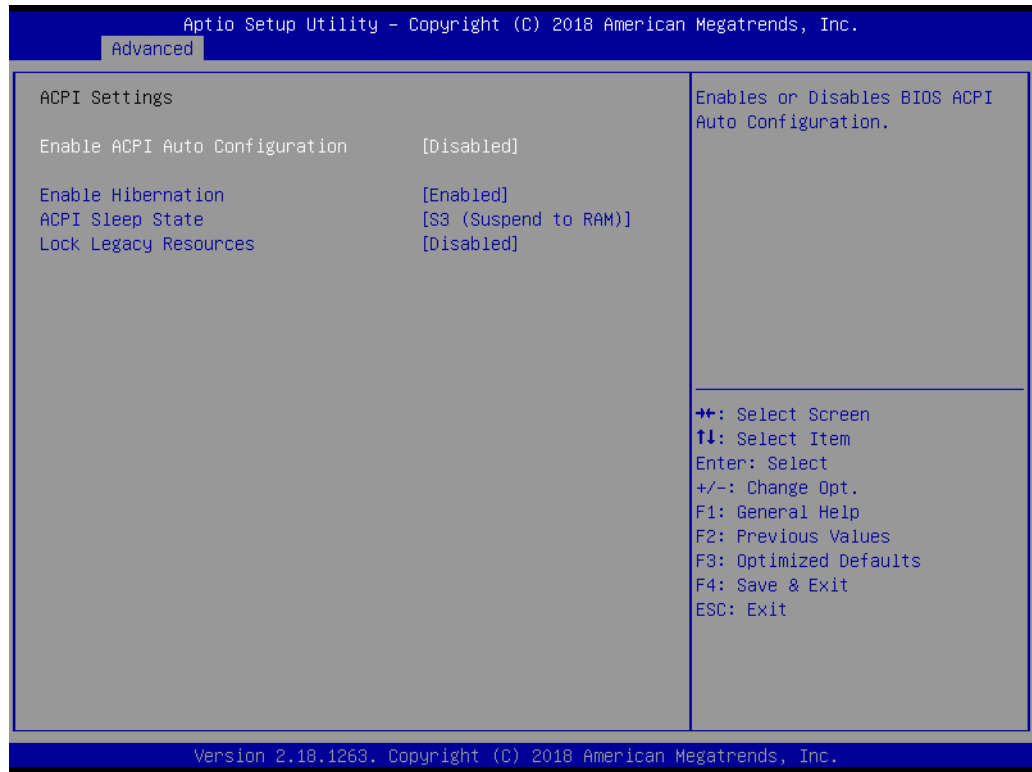 Aptio Setup Utility – Copyright (C) 2018 American Megatrends, Inc.
Advanced
ACPI Settings
Enable ACPI Auto Configuration [Disabled]
Enable Hibernation [Enabled]
ACPI Sleep State [S3 (Suspend to RAM)]
Lock Legacy Resources [Disabled]
Enables or Disables BIOS ACPI
Auto Configuration.
→←: Select Screen
↑↓: Select Item
Enter: Select
+/-: Change Opt.
F1: General Help
F2: Previous Values
F3: Optimized Defaults
F4: Save & Exit
ESC: Exit
Version 2.18.1263. Copyright (C) 2018 American Megatrends, Inc.